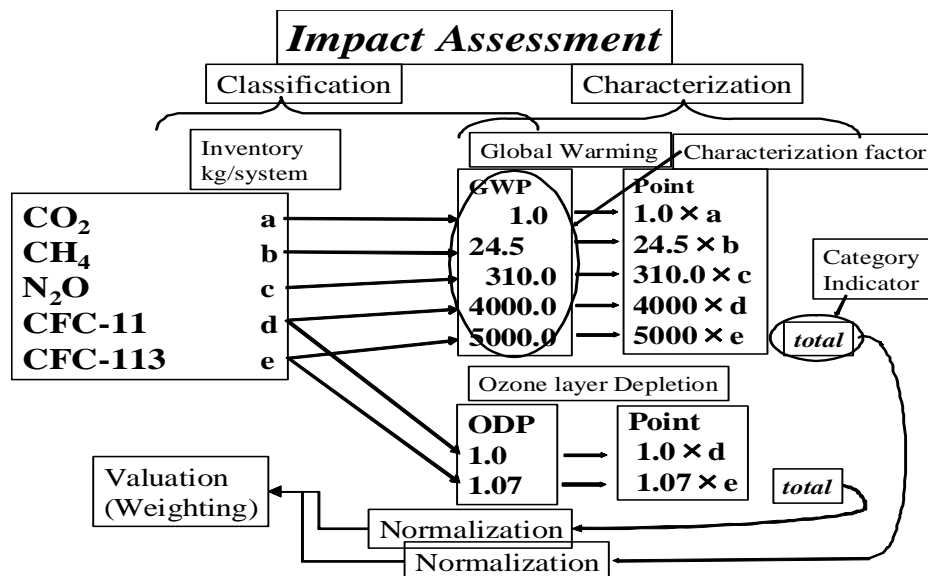 Impact Assessment
Classification
Characterization
Inventory
kg/system
Global Warming
Characterization factor
CO₂ a
CH₄ b
N₂O c
CFC-11 d
CFC-113 e
GWP
1.0
24.5
310.0
4000.0
5000.0
Point
1.0 × a
24.5 × b
310.0 × c
4000 × d
5000 × e
Category
Indicator
total
Ozone layer Depletion
ODP
1.0
1.07
Point
1.0 × d
1.07 × e
total
Valuation
(Weighting)
Normalization
Normalization